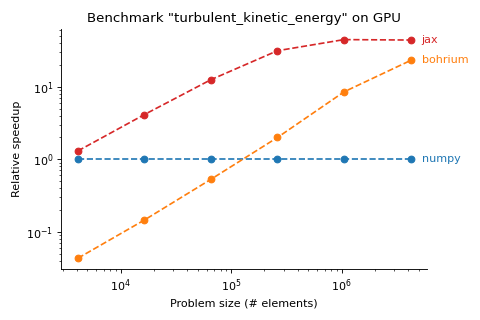 Benchmark "turbulent_kinetic_energy" on GPU
jax
bohrium
numpy
Relative speedup
10¹
10⁰
10⁻¹
10⁴
10⁵
10⁶
Problem size (# elements)